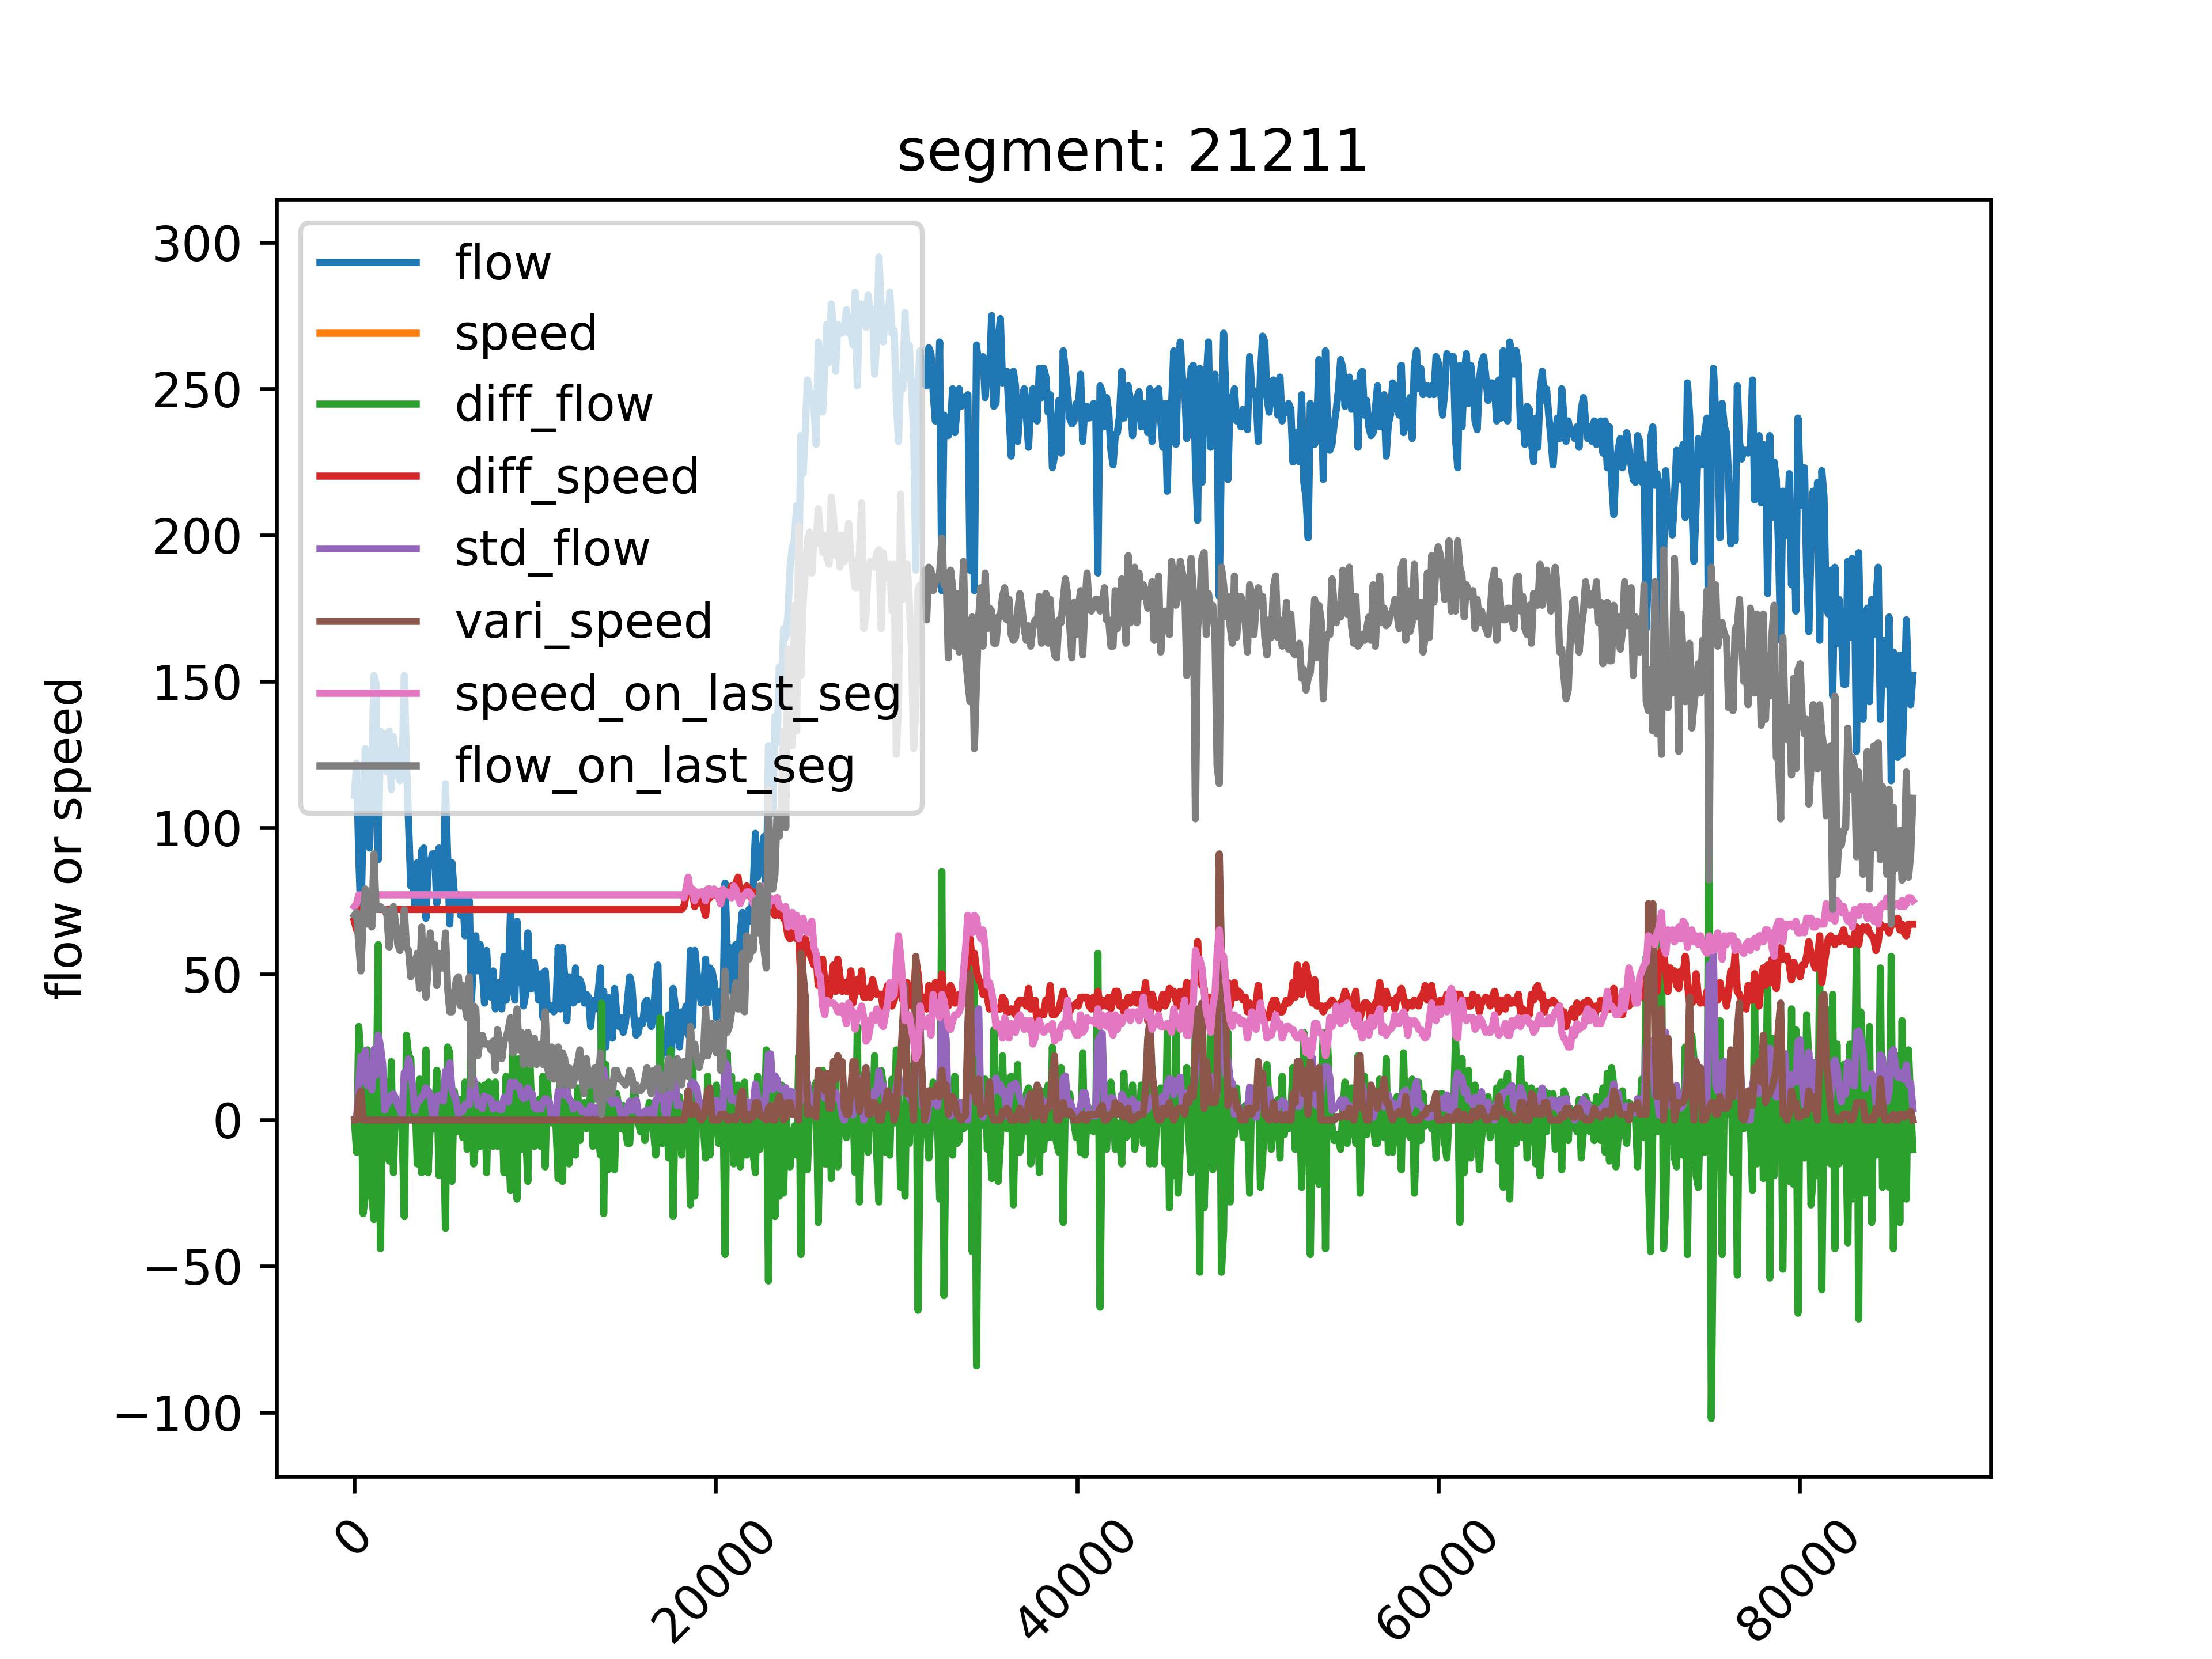 segment: 21211
300
250
200
150
100
50
0
−50
−100
flow or speed
flow
speed
diff_flow
diff_speed
std_flow
vari_speed
speed_on_last_seg
flow_on_last_seg
0
20000
40000
60000
80000